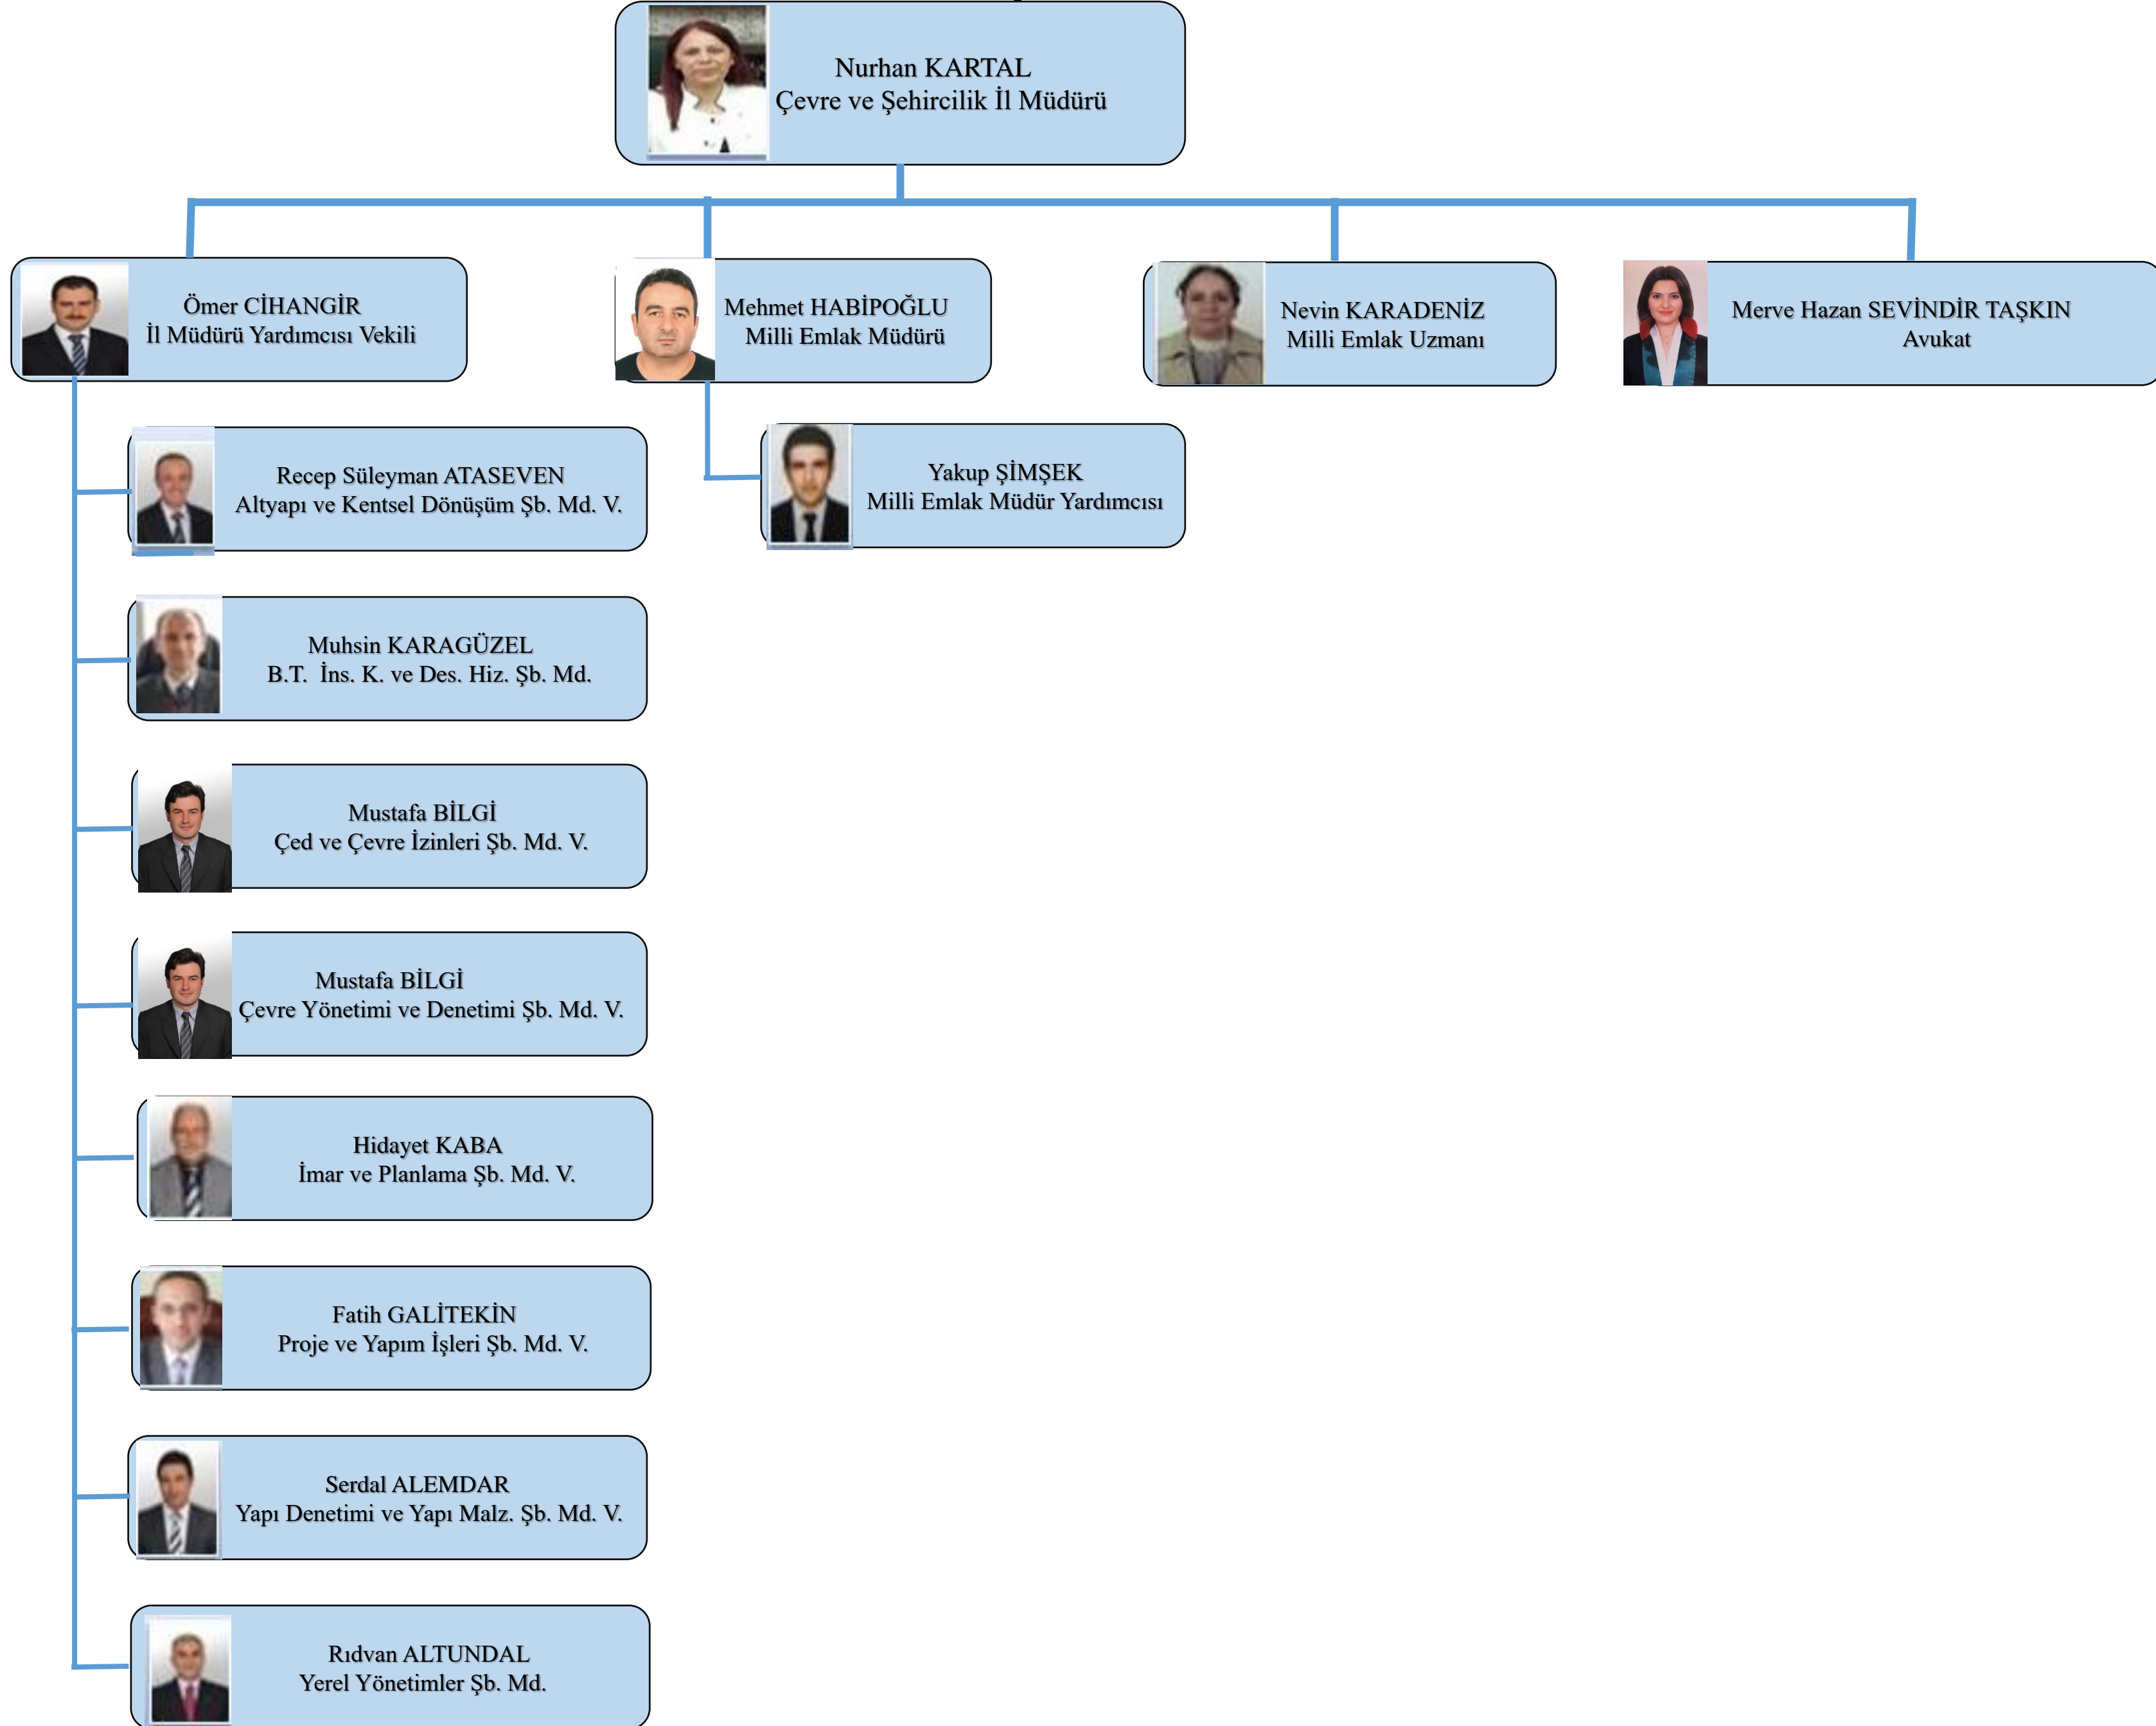 Nurhan KARTAL
Çevre ve Şehircilik İl Müdürü
Ömer CİHANGİR
İl Müdürü Yardımcısı Vekili
Mehmet HABİPOĞLU
Milli Emlak Müdürü
Nevin KARADENİZ
Milli Emlak Uzmanı
Merve Hazan SEVİNDİR TAŞKIN
Avukat
Recep Süleyman ATASEVEN
Altyapı ve Kentsel Dönüşüm Şb. Md. V.
Yakup ŞİMŞEK
Milli Emlak Müdür Yardımcısı
Muhsin KARAGÜZEL
B.T.  İns. K. ve Des. Hiz. Şb. Md.
Mustafa BİLGİ
Çed ve Çevre İzinleri Şb. Md. V.
Mustafa BİLGİ
Çevre Yönetimi ve Denetimi Şb. Md. V.
Hidayet KABA
İmar ve Planlama Şb. Md. V.
Fatih GALİTEKİN
Proje ve Yapım İşleri Şb. Md. V.
Serdal ALEMDAR
Yapı Denetimi ve Yapı Malz. Şb. Md. V.
Rıdvan ALTUNDAL
Yerel Yönetimler Şb. Md.